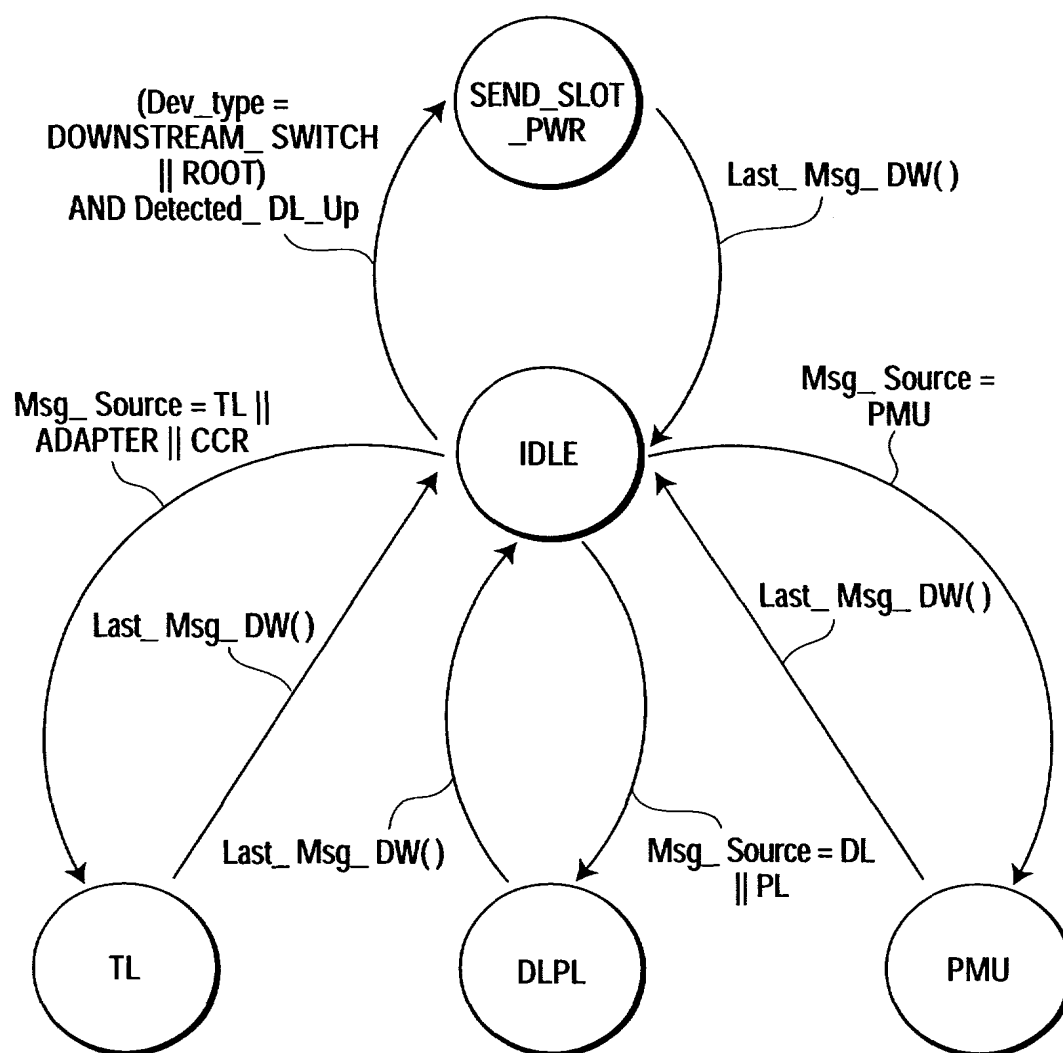 SEND_SLOT
_PWR
(Dev_type =
DOWNSTREAM_ SWITCH
|| ROOT)
AND Detected_ DL_Up
Last_ Msg_ DW( )
Msg_ Source = TL ||
ADAPTER || CCR
IDLE
Msg_ Source =
PMU
Last_ Msg_ DW( )
Last_ Msg_ DW( )
Last_ Msg_ DW( )
Msg_ Source = DL
|| PL
TL
DLPL
PMU